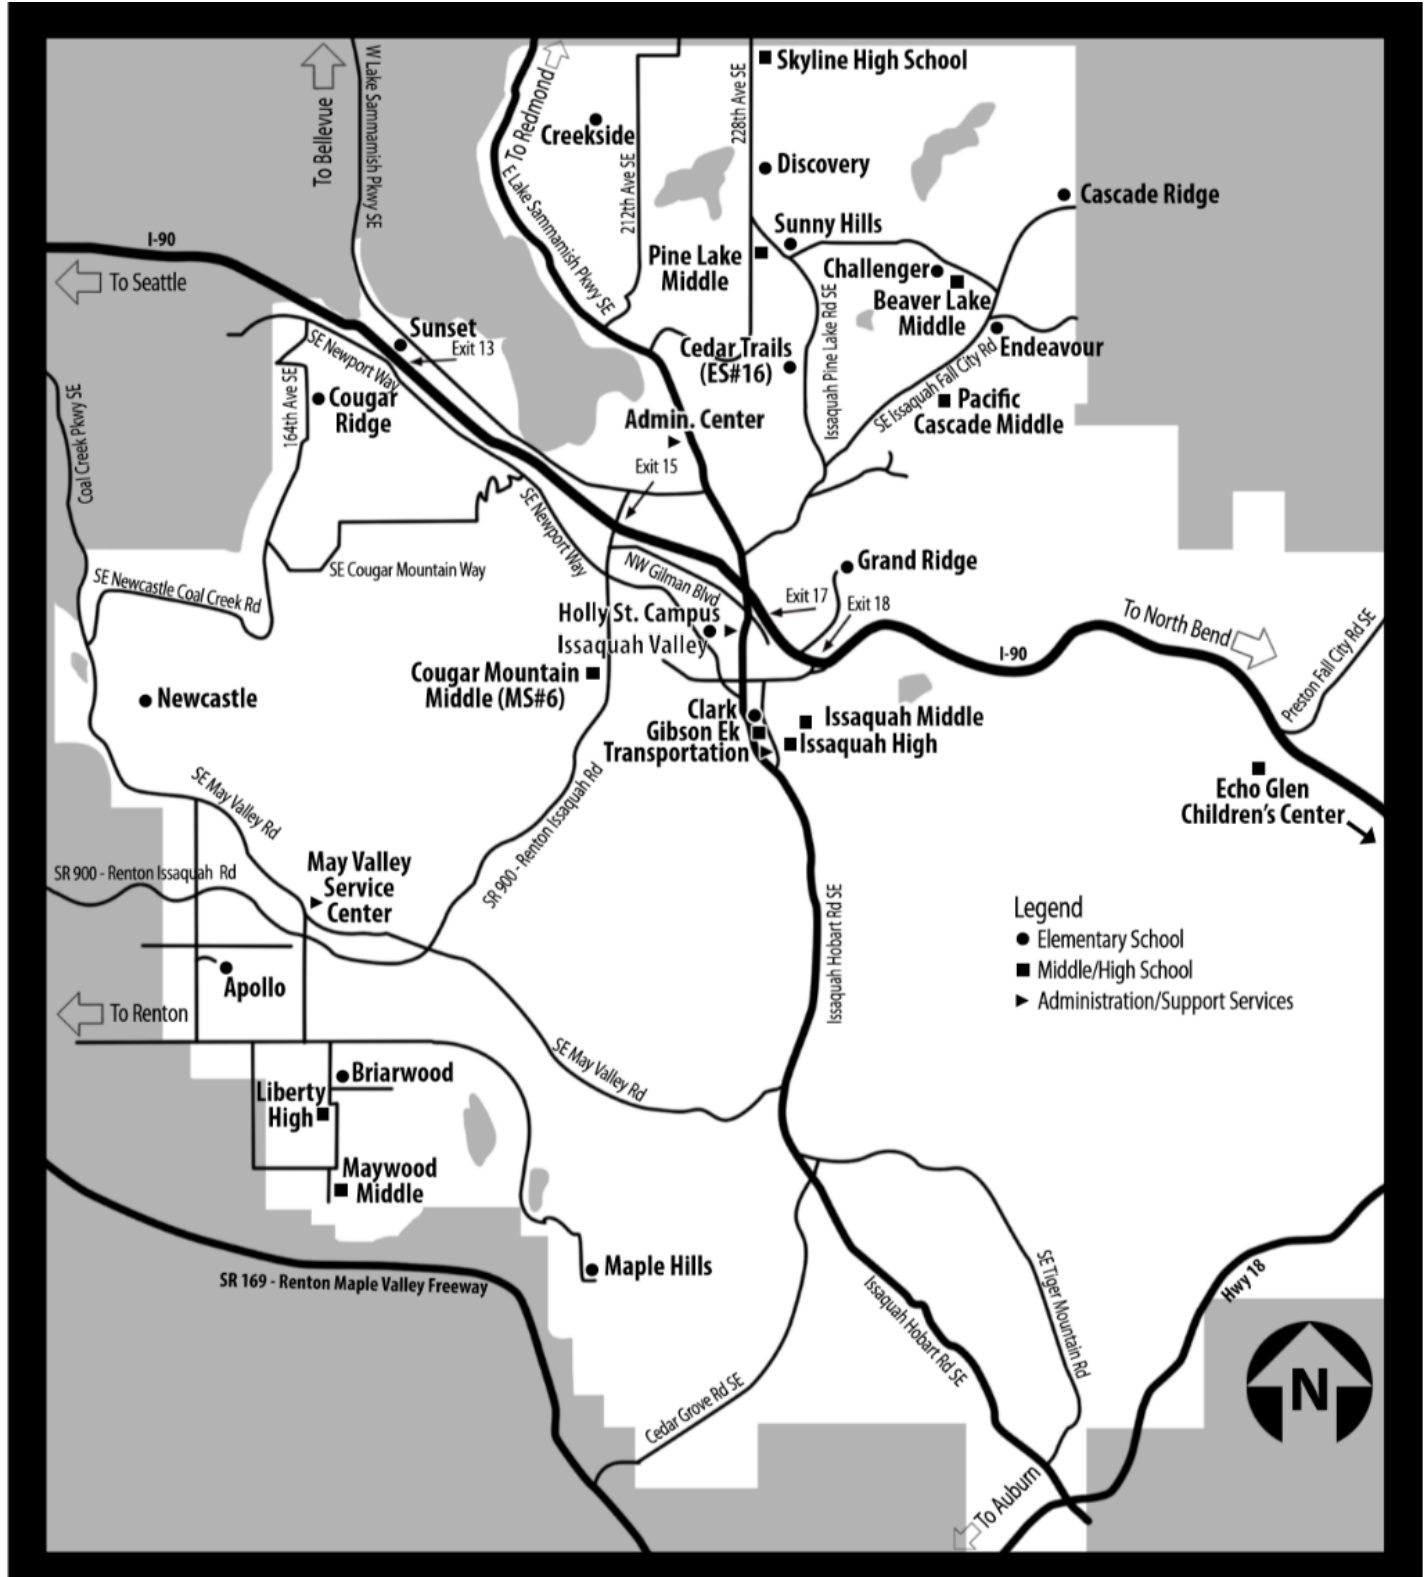 Skyline High School
W Lake Sammamish Pkwy SE
To Bellevue
To Redmond
228th Ave SE
Creekside
212th Ave SE
Discovery
E Lake Sammamish Pkwy SE
Cascade Ridge
Sunny Hills
I-90
To Seattle
Pine Lake
Middle
Challenger
Beaver Lake
Middle
Issaquah Pine Lake Rd SE
Sunset
Exit 13
SE Newport Way
Cedar Trails
(ES#16)
Endeavour
SE Issaquah Fall City Rd
Coal Creek Pkwy SE
164th Ave SE
Cougar
Ridge
Pacific
Cascade Middle
Admin. Center
Exit 15
SE Newport Way
SE Cougar Mountain Way
SE Newcastle Coal Creek Rd
NW Gilman Blvd
Grand Ridge
Exit 17
Exit 18
Holly St. Campus
Issaquah Valley
To North Bend
I-90
Preston Fall City Rd SE
Cougar Mountain
Middle (MS#6)
Newcastle
Clark
Gibson Ek
Transportation
Issaquah Middle
Issaquah High
Echo Glen
Children's Center
SE May Valley Rd
SR 900 - Renton Issaquah Rd
SR 900 - Renton Issaquah Rd
May Valley
Service
Center
Issaquah Hobart Rd SE
Legend
Elementary School
Middle/High School
Administration/Support Services
Apollo
To Renton
SE May Valley Rd
Briarwood
Liberty
High
Maywood
Middle
Maple Hills
SR 169 - Renton Maple Valley Freeway
Issaquah Hobart Rd SE
SE Tiger Mountain Rd
Hwy 18
Cedar Grove Rd SE
N
To Auburn